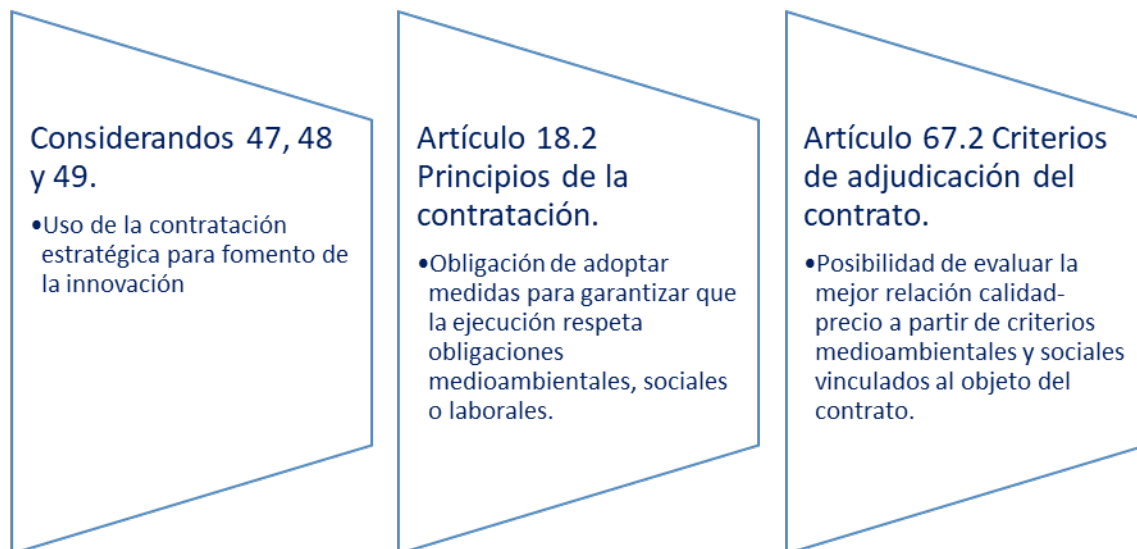 Considerandos 47, 48
y 49.
•Uso de la contratación
estratégica para fomento de
la innovación
Artículo 18.2
Principios de la
contratación.
•Obligación de adoptar
medidas para garantizar que
la ejecución respeta
obligaciones
medioambientales, sociales
o laborales.
Artículo 67.2 Criterios
de adjudicación del
contrato.
•Posibilidad de evaluar la
mejor relación calidad-
precio a partir de criterios
medioambientales y sociales
vinculados al objeto del
contrato.